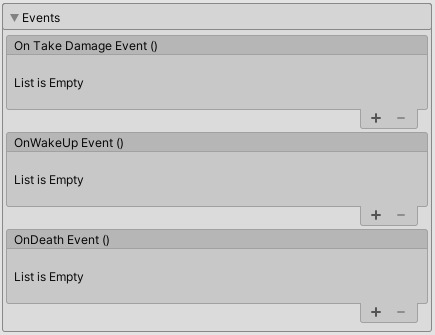 Events
On Take Damage Event ()
List is Empty
+ −
OnWakeUp Event ()
List is Empty
+ −
OnDeath Event ()
List is Empty
+ −